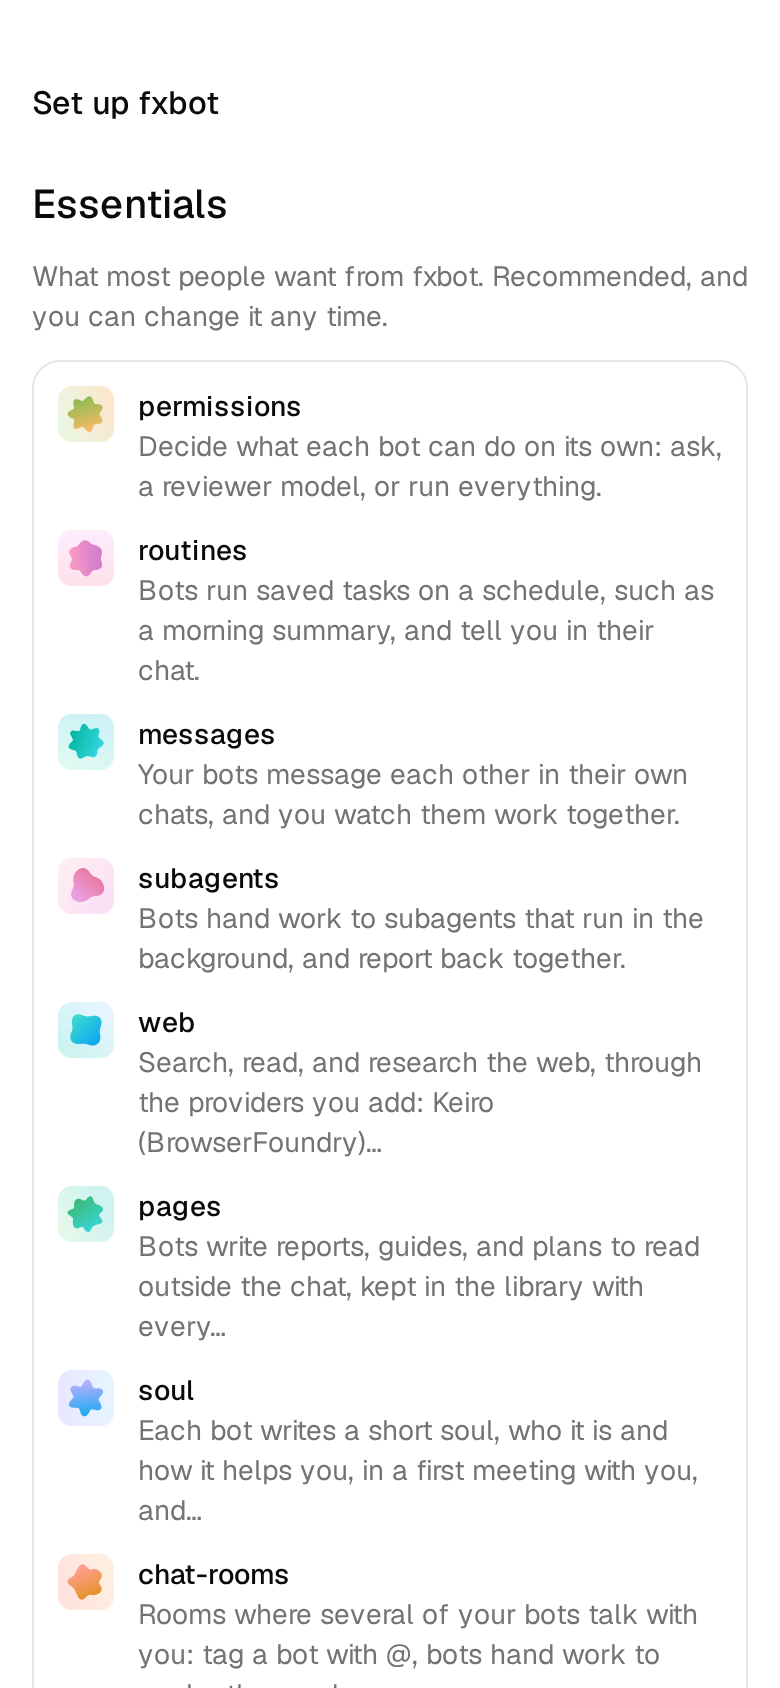 Set up fxbot
Essentials
What most people want from fxbot. Recommended, and
you can change it any time.
permissions
Decide what each bot can do on its own: ask,
a reviewer model, or run everything.
routines
Bots run saved tasks on a schedule, such as
a morning summary, and tell you in their
chat.
messages
Your bots message each other in their own
chats, and you watch them work together.
subagents
Bots hand work to subagents that run in the
background, and report back together.
web
Search, read, and research the web, through
the providers you add: Keiro
(BrowserFoundry)…
pages
Bots write reports, guides, and plans to read
outside the chat, kept in the library with
every…
soul
Each bot writes a short soul, who it is and
how it helps you, in a first meeting with you,
and…
chat-rooms
Rooms where several of your bots talk with
you: tag a bot with @, bots hand work to